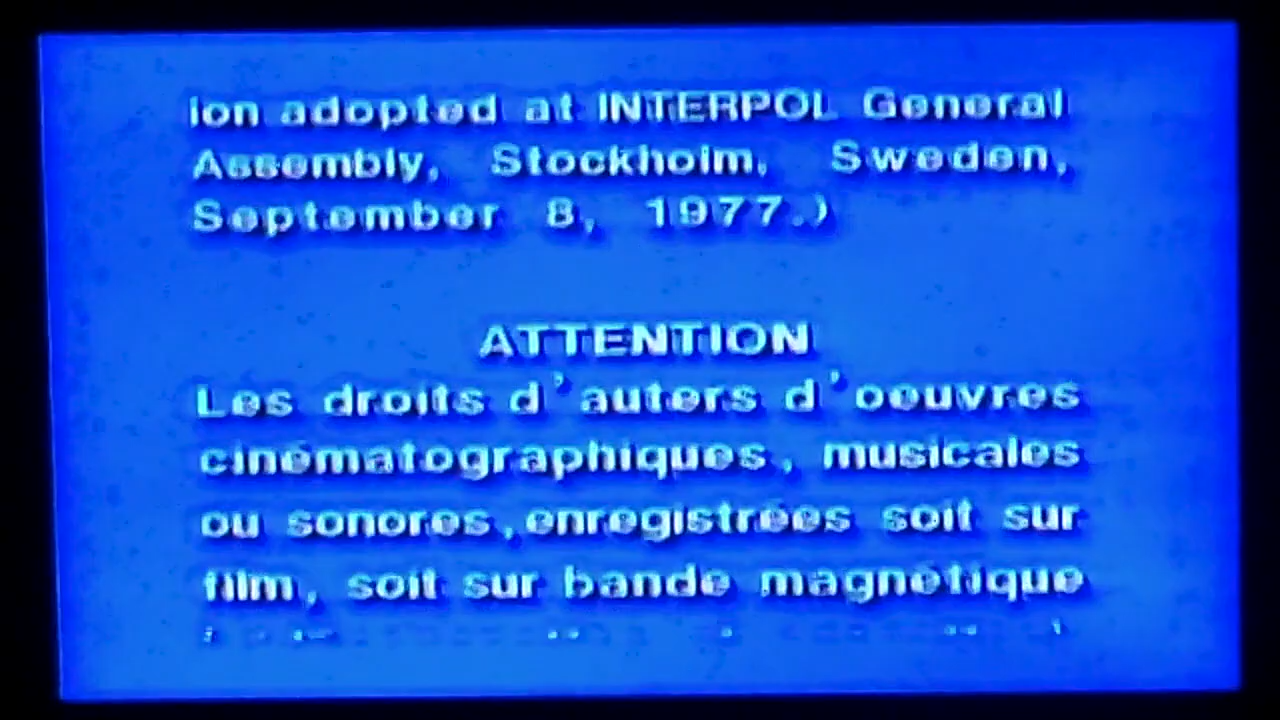 ion adopted at INTERPOL General
Assembly, Stockholm, Sweden,
September 8, 1977.)
ATTENTION
Les droits d'auters d'oeuvres
cinématographiques, musicales
ou sonores, enregistrées soit sur
film, soit sur bande magnétique